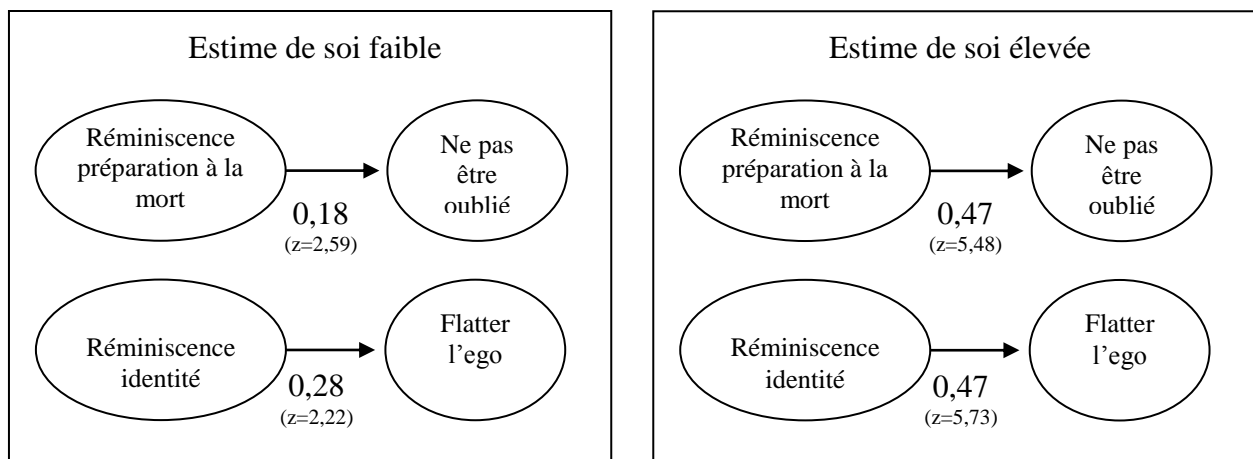 Estime de soi faible
Réminiscence
préparation à la
mort
Ne pas
être
oublié
0,18
(z=2,59)
Réminiscence
identité
Flatter
l'ego
0,28
(z=2,22)
Estime de soi élevée
Réminiscence
préparation à la
mort
Ne pas
être
oublié
0,47
(z=5,48)
Réminiscence
identité
Flatter
l'ego
0,47
(z=5,73)